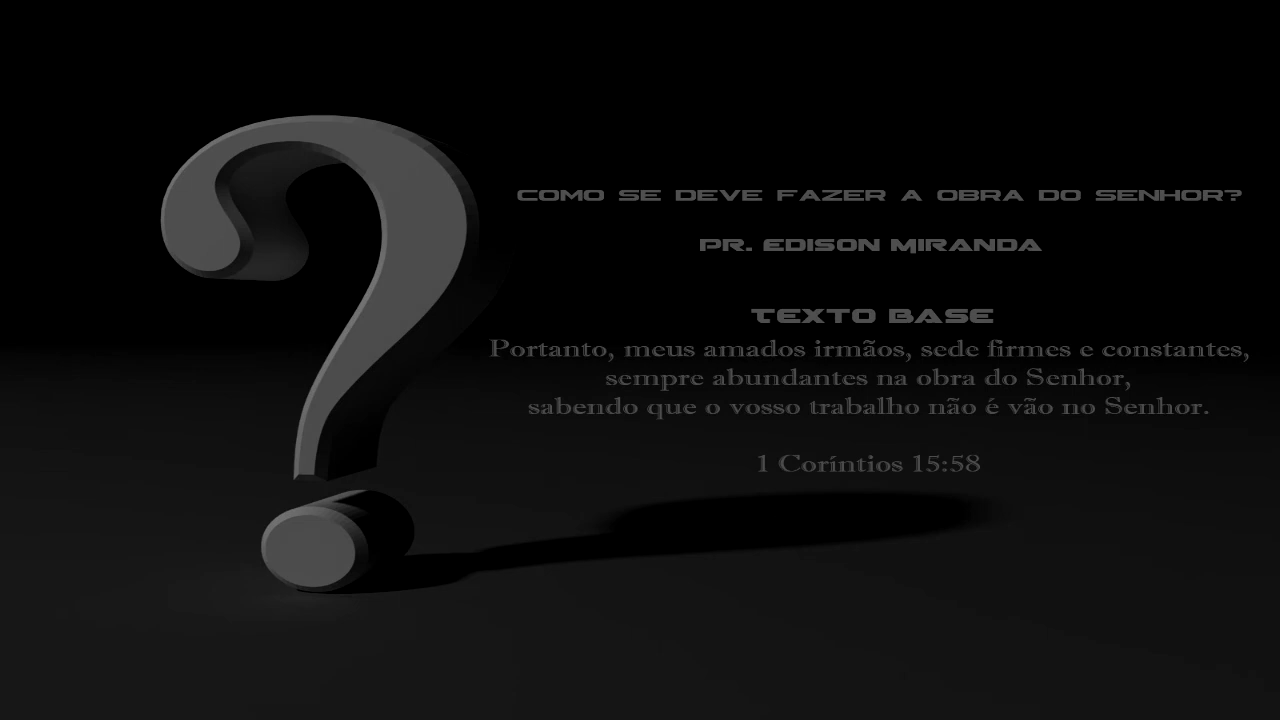 COMO SE DEVE FAZER A OBRA DO SENHOR?
PR. EDISON MIRANDA
TEXTO BASE
Portanto, meus amados irmãos, sede firmes e constantes,
sempre abundantes na obra do Senhor,
sabendo que o vosso trabalho não é vão no Senhor.
1 Coríntios 15:58